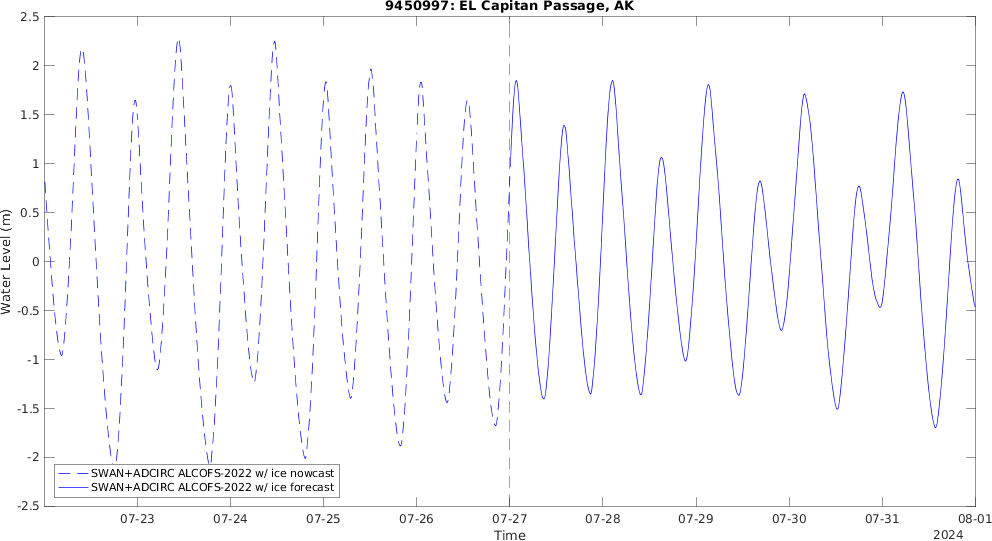 9450997: EL Capitan Passage, AK
2.5
2
1.5
1
0.5
0
-0.5
-1
-1.5
-2
-2.5
Water Level (m)
SWAN+ADCIRC ALCOFS-2022 w/ ice nowcast
SWAN+ADCIRC ALCOFS-2022 w/ ice forecast
07-23 07-24 07-25 07-26 07-27 07-28 07-29 07-30 07-31 08-01
Time
2024